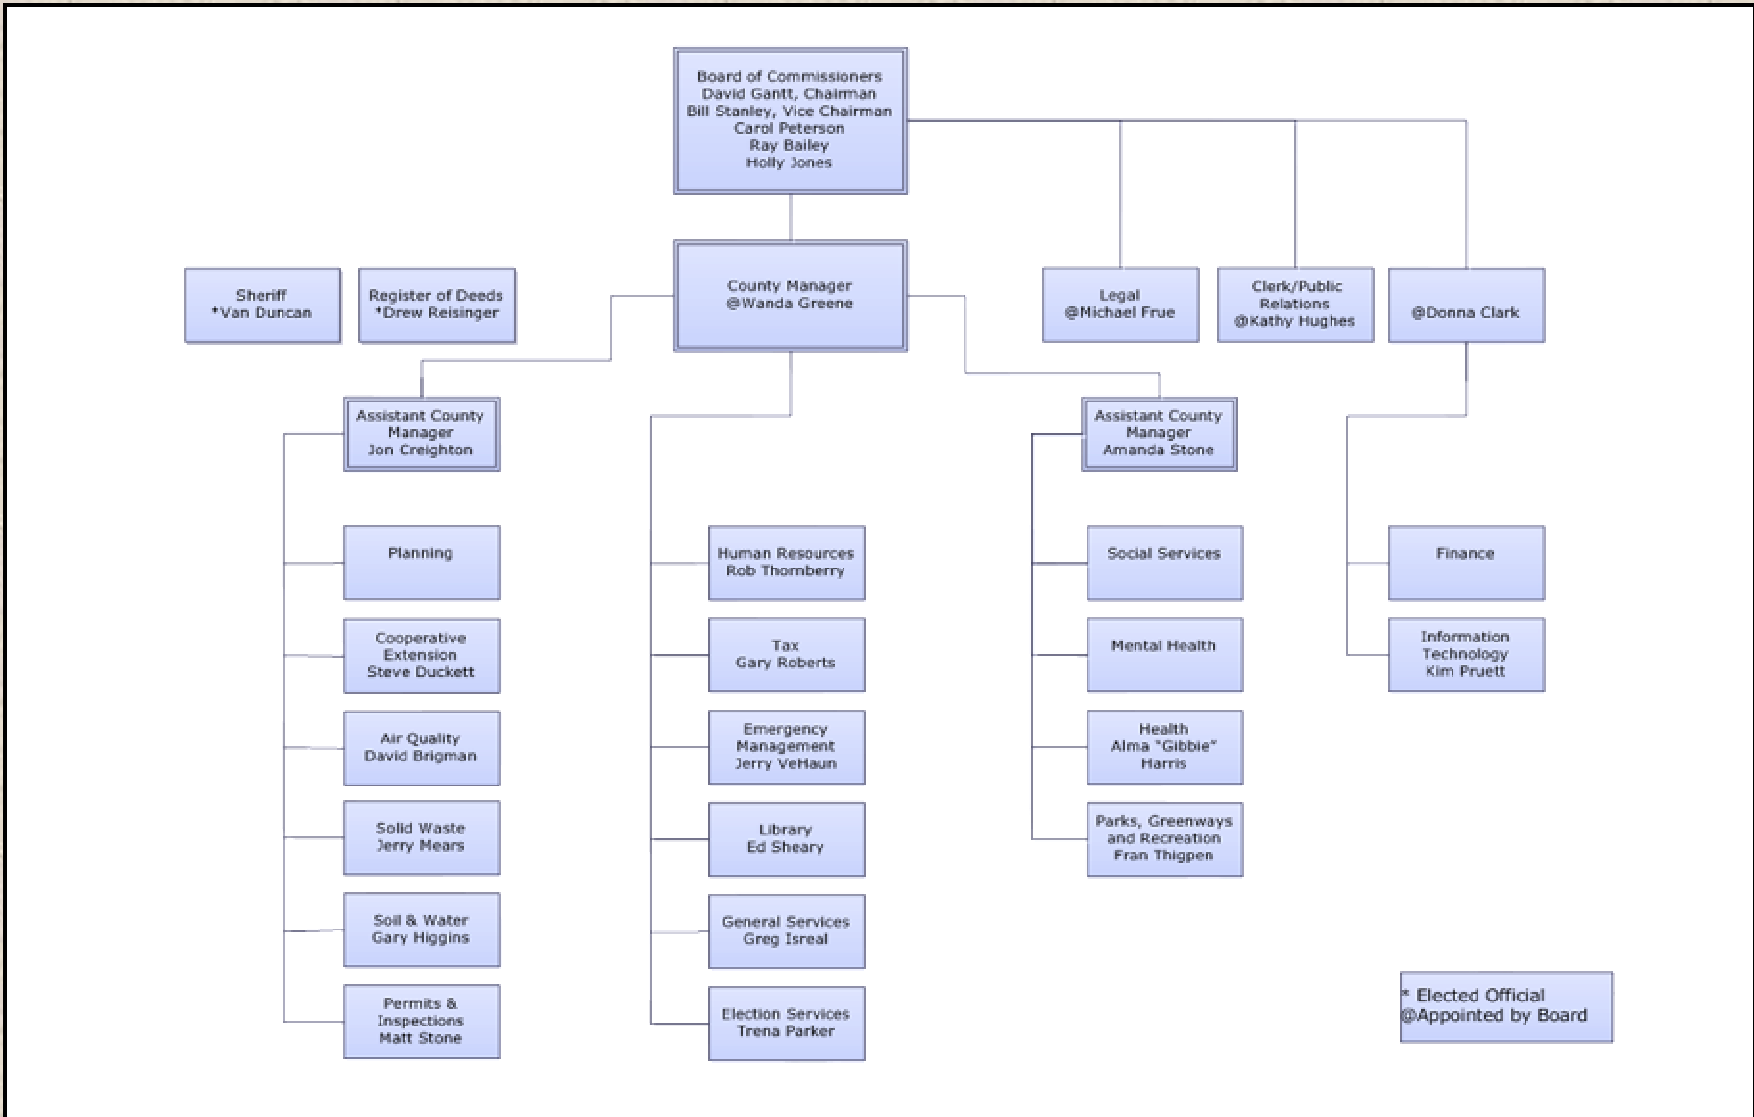 Board of Commissioners
David Gantt, Chairman
Bill Stanley, Vice Chairman
Carol Peterson
Ray Bailey
Holly Jones
Sheriff
*Van Duncan
Register of Deeds
*Drew Reisinger
County Manager
@Wanda Greene
Legal
@Michael Frue
Clerk/Public
Relations
@Kathy Hughes
@Donna Clark
Assistant County
Manager
Jon Creighton
Assistant County
Manager
Amanda Stone
Planning
Cooperative
Extension
Steve Duckett
Air Quality
David Brigman
Solid Waste
Jerry Mears
Soil & Water
Gary Higgins
Permits &
Inspections
Matt Stone
Human Resources
Rob Thornberry
Tax
Gary Roberts
Emergency
Management
Jerry VeHaun
Library
Ed Sheary
General Services
Greg Isreal
Election Services
Trena Parker
Social Services
Mental Health
Health
Alma “Gibbie”
Harris
Parks, Greenways
and Recreation
Fran Thigpen
Finance
Information
Technology
Kim Pruett
* Elected Official
@Appointed by Board